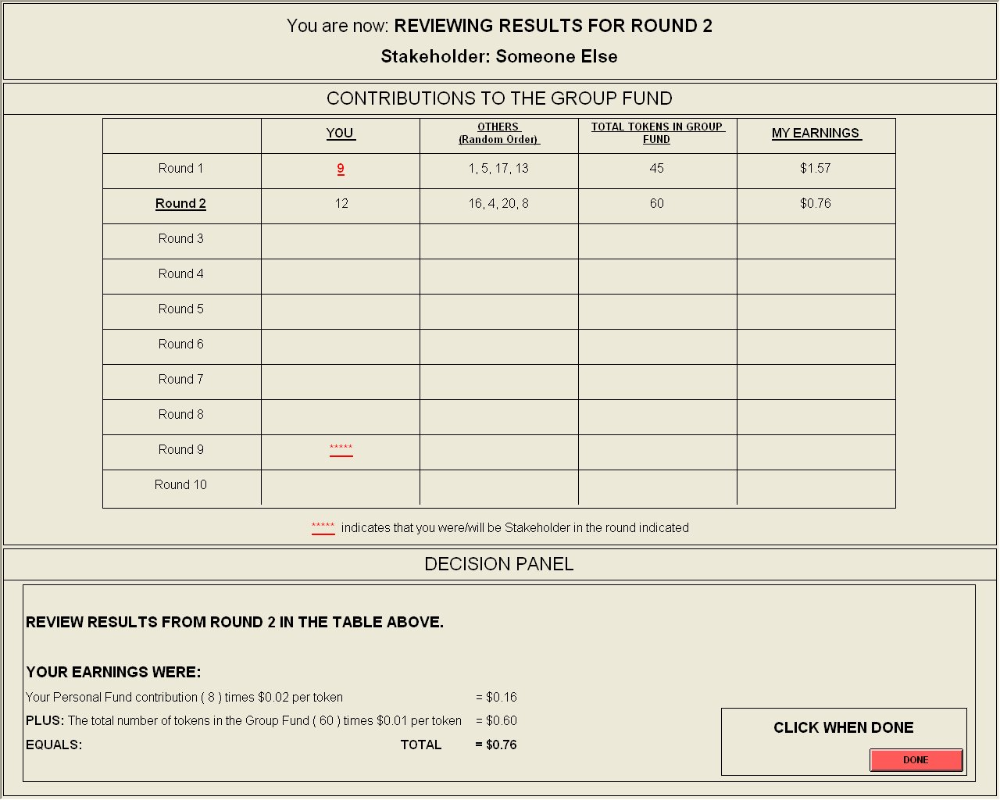 You are now: REVIEWING RESULTS FOR ROUND 2
Stakeholder: Someone Else
CONTRIBUTIONS TO THE GROUP FUND
YOU OTHERS (Random Order) TOTAL TOKENS IN GROUP FUND MY EARNINGS
Round 1 9 1, 5, 17, 13 45 $1.57
Round 2 12 16, 4, 20, 8 60 $0.76
Round 3
Round 4
Round 5
Round 6
Round 7
Round 8
Round 9 *****
Round 10
***** indicates that you were/will be Stakeholder in the round indicated
DECISION PANEL
REVIEW RESULTS FROM ROUND 2 IN THE TABLE ABOVE.
YOUR EARNINGS WERE:
Your Personal Fund contribution ( 8 ) times $0.02 per token = $0.16
PLUS: The total number of tokens in the Group Fund ( 60 ) times $0.01 per token = $0.60
EQUALS: TOTAL = $0.76
CLICK WHEN DONE
DONE